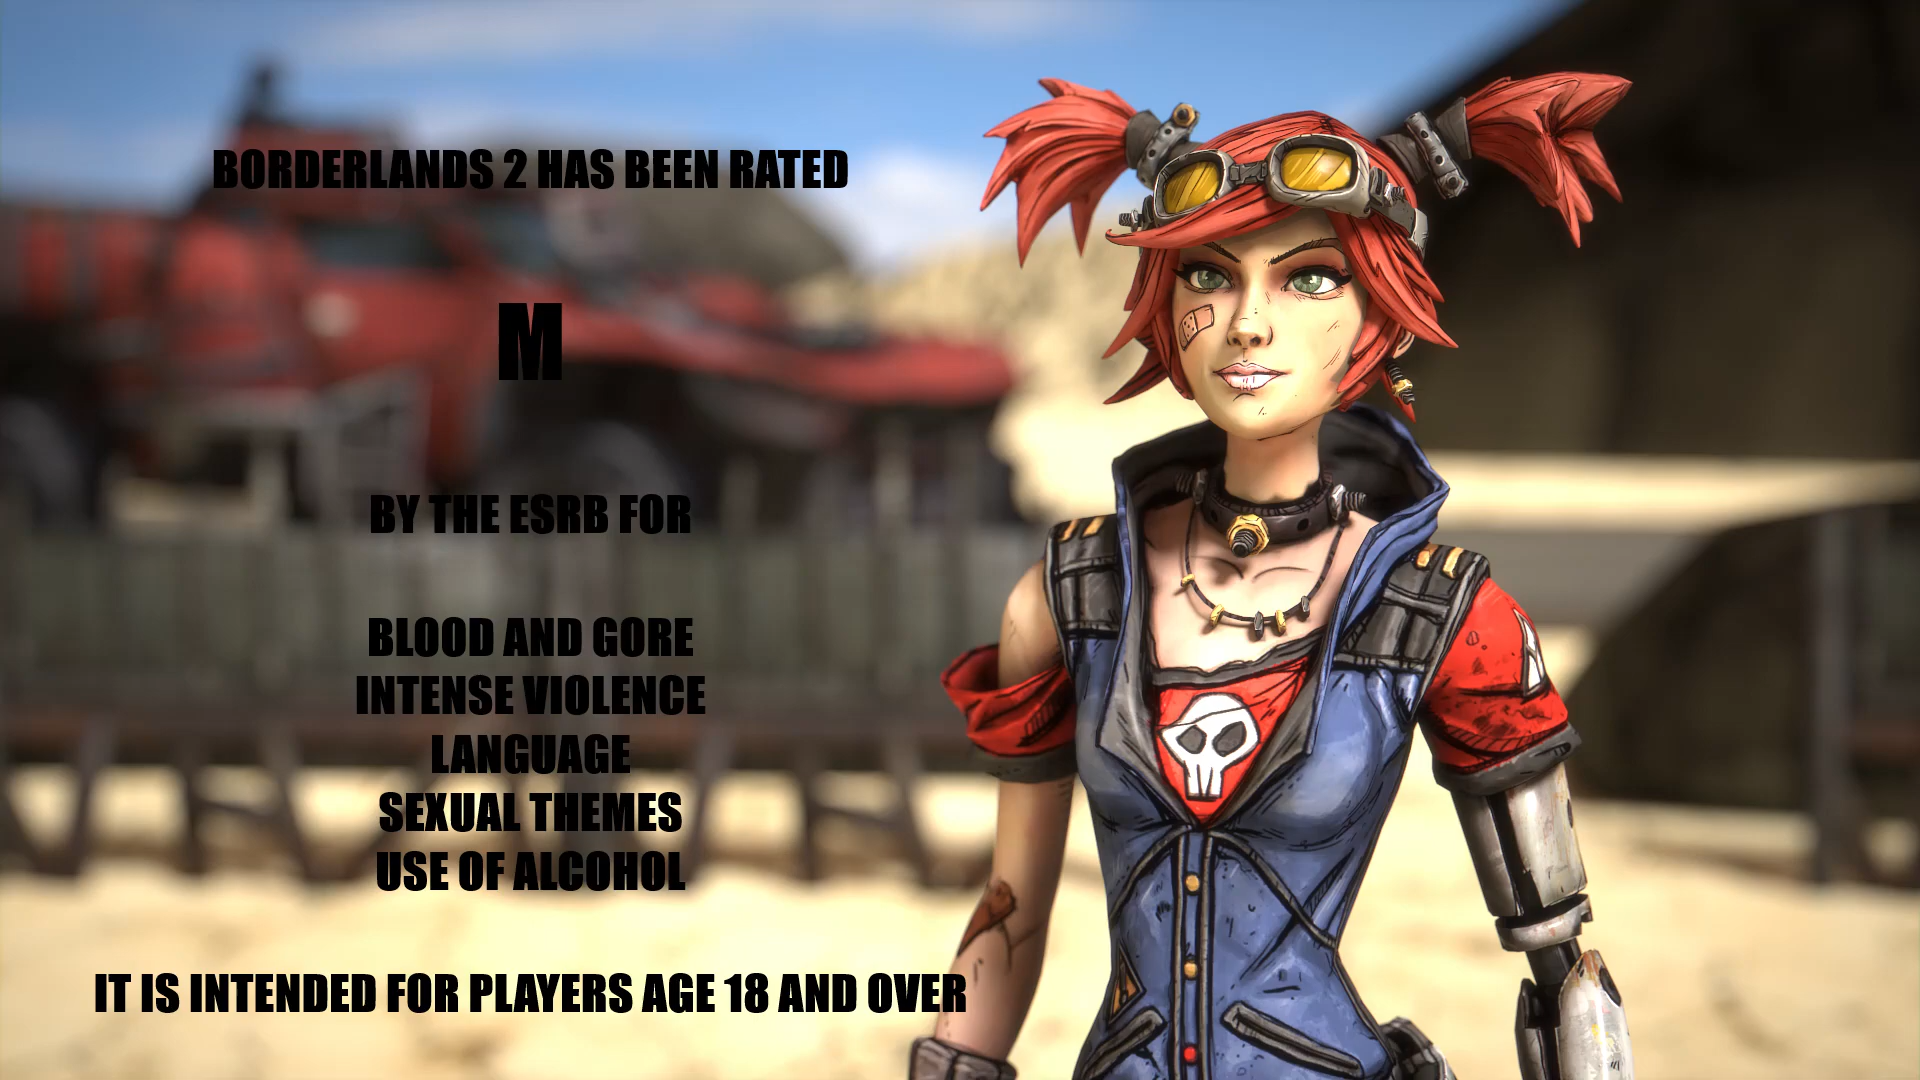 BORDERLANDS 2 HAS BEEN RATED
M
BY THE ESRB FOR
BLOOD AND GORE
INTENSE VIOLENCE
LANGUAGE
SEXUAL THEMES
USE OF ALCOHOL
IT IS INTENDED FOR PLAYERS AGE 18 AND OVER